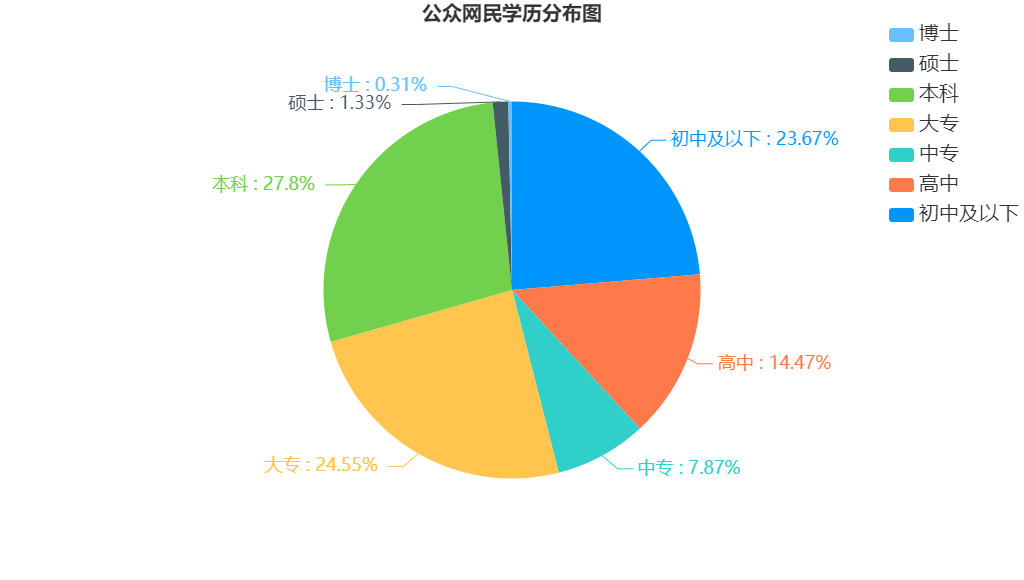 公众网民学历分布图
博士
硕士
本科
大专
中专
高中
初中及以下
博士 : 0.31%
硕士 : 1.33%
初中及以下 : 23.67%
本科 : 27.8%
高中 : 14.47%
大专 : 24.55%
中专 : 7.87%